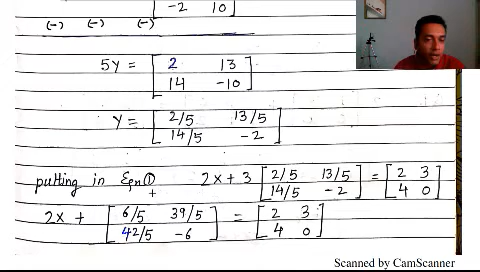 -2 10 ]
(-) (-) (-)
5Y = [ 2 13
14 -10 ]
Y = [ 2/5 13/5
14/5 -2 ]
putting in Eqn ① 2x + 3 [ 2/5 13/5 = [ 2 3
14/5 -2 ] 4 0 ]
2x + [ 6/5 39/5 = [ 2 3
42/5 -6 ] 4 0 ]
Scanned by CamScanner